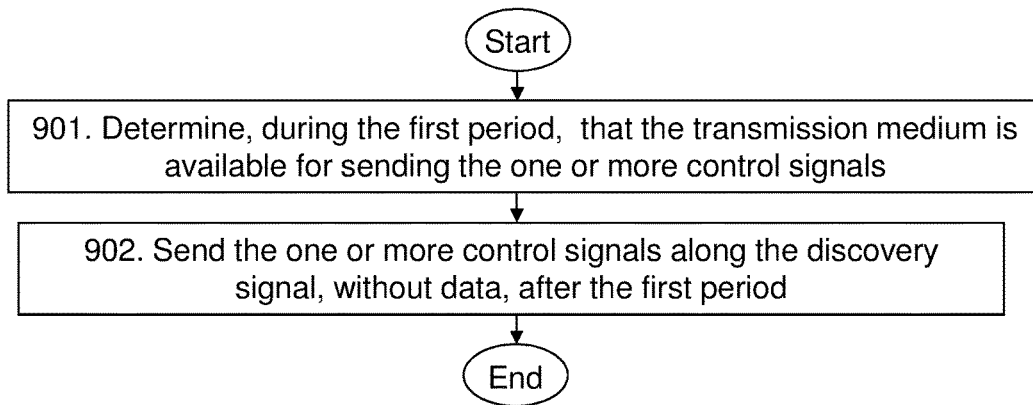 Start
901. Determine, during the first period, that the transmission medium is
available for sending the one or more control signals
902. Send the one or more control signals along the discovery
signal, without data, after the first period
End